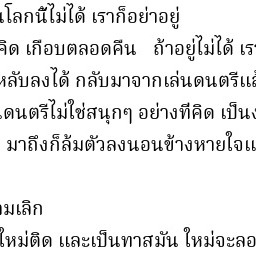 โลกนี้ไม่ได้ เราก็อย่าอยู่
คิด เกือบตลอดคืน ถ้าอยู่ไม่ได้ เร
หลับลงได้ กลับมาจากเล่นดนตรีแล้
ดนตรีไม่ใช่สนุกๆ อย่างที่คิด เป็น
มาถึงก็ล้มตัวลงนอนข้างหายใจแ
มเลิก
ใหม่ติด และเป็นทาสมัน ใหม่จะลอ